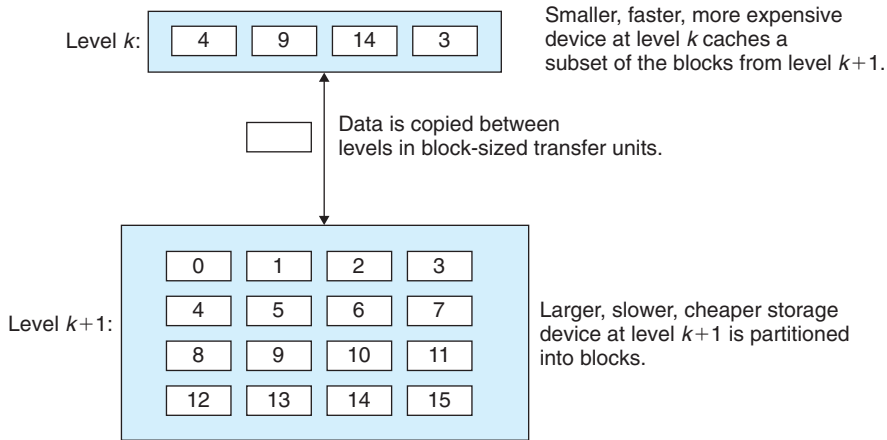 Level k:
4 9 14 3
Smaller, faster, more expensive
device at level k caches a
subset of the blocks from level k+1.
Data is copied between
levels in block-sized transfer units.
Level k+1:
0 1 2 3
4 5 6 7
8 9 10 11
12 13 14 15
Larger, slower, cheaper storage
device at level k+1 is partitioned
into blocks.